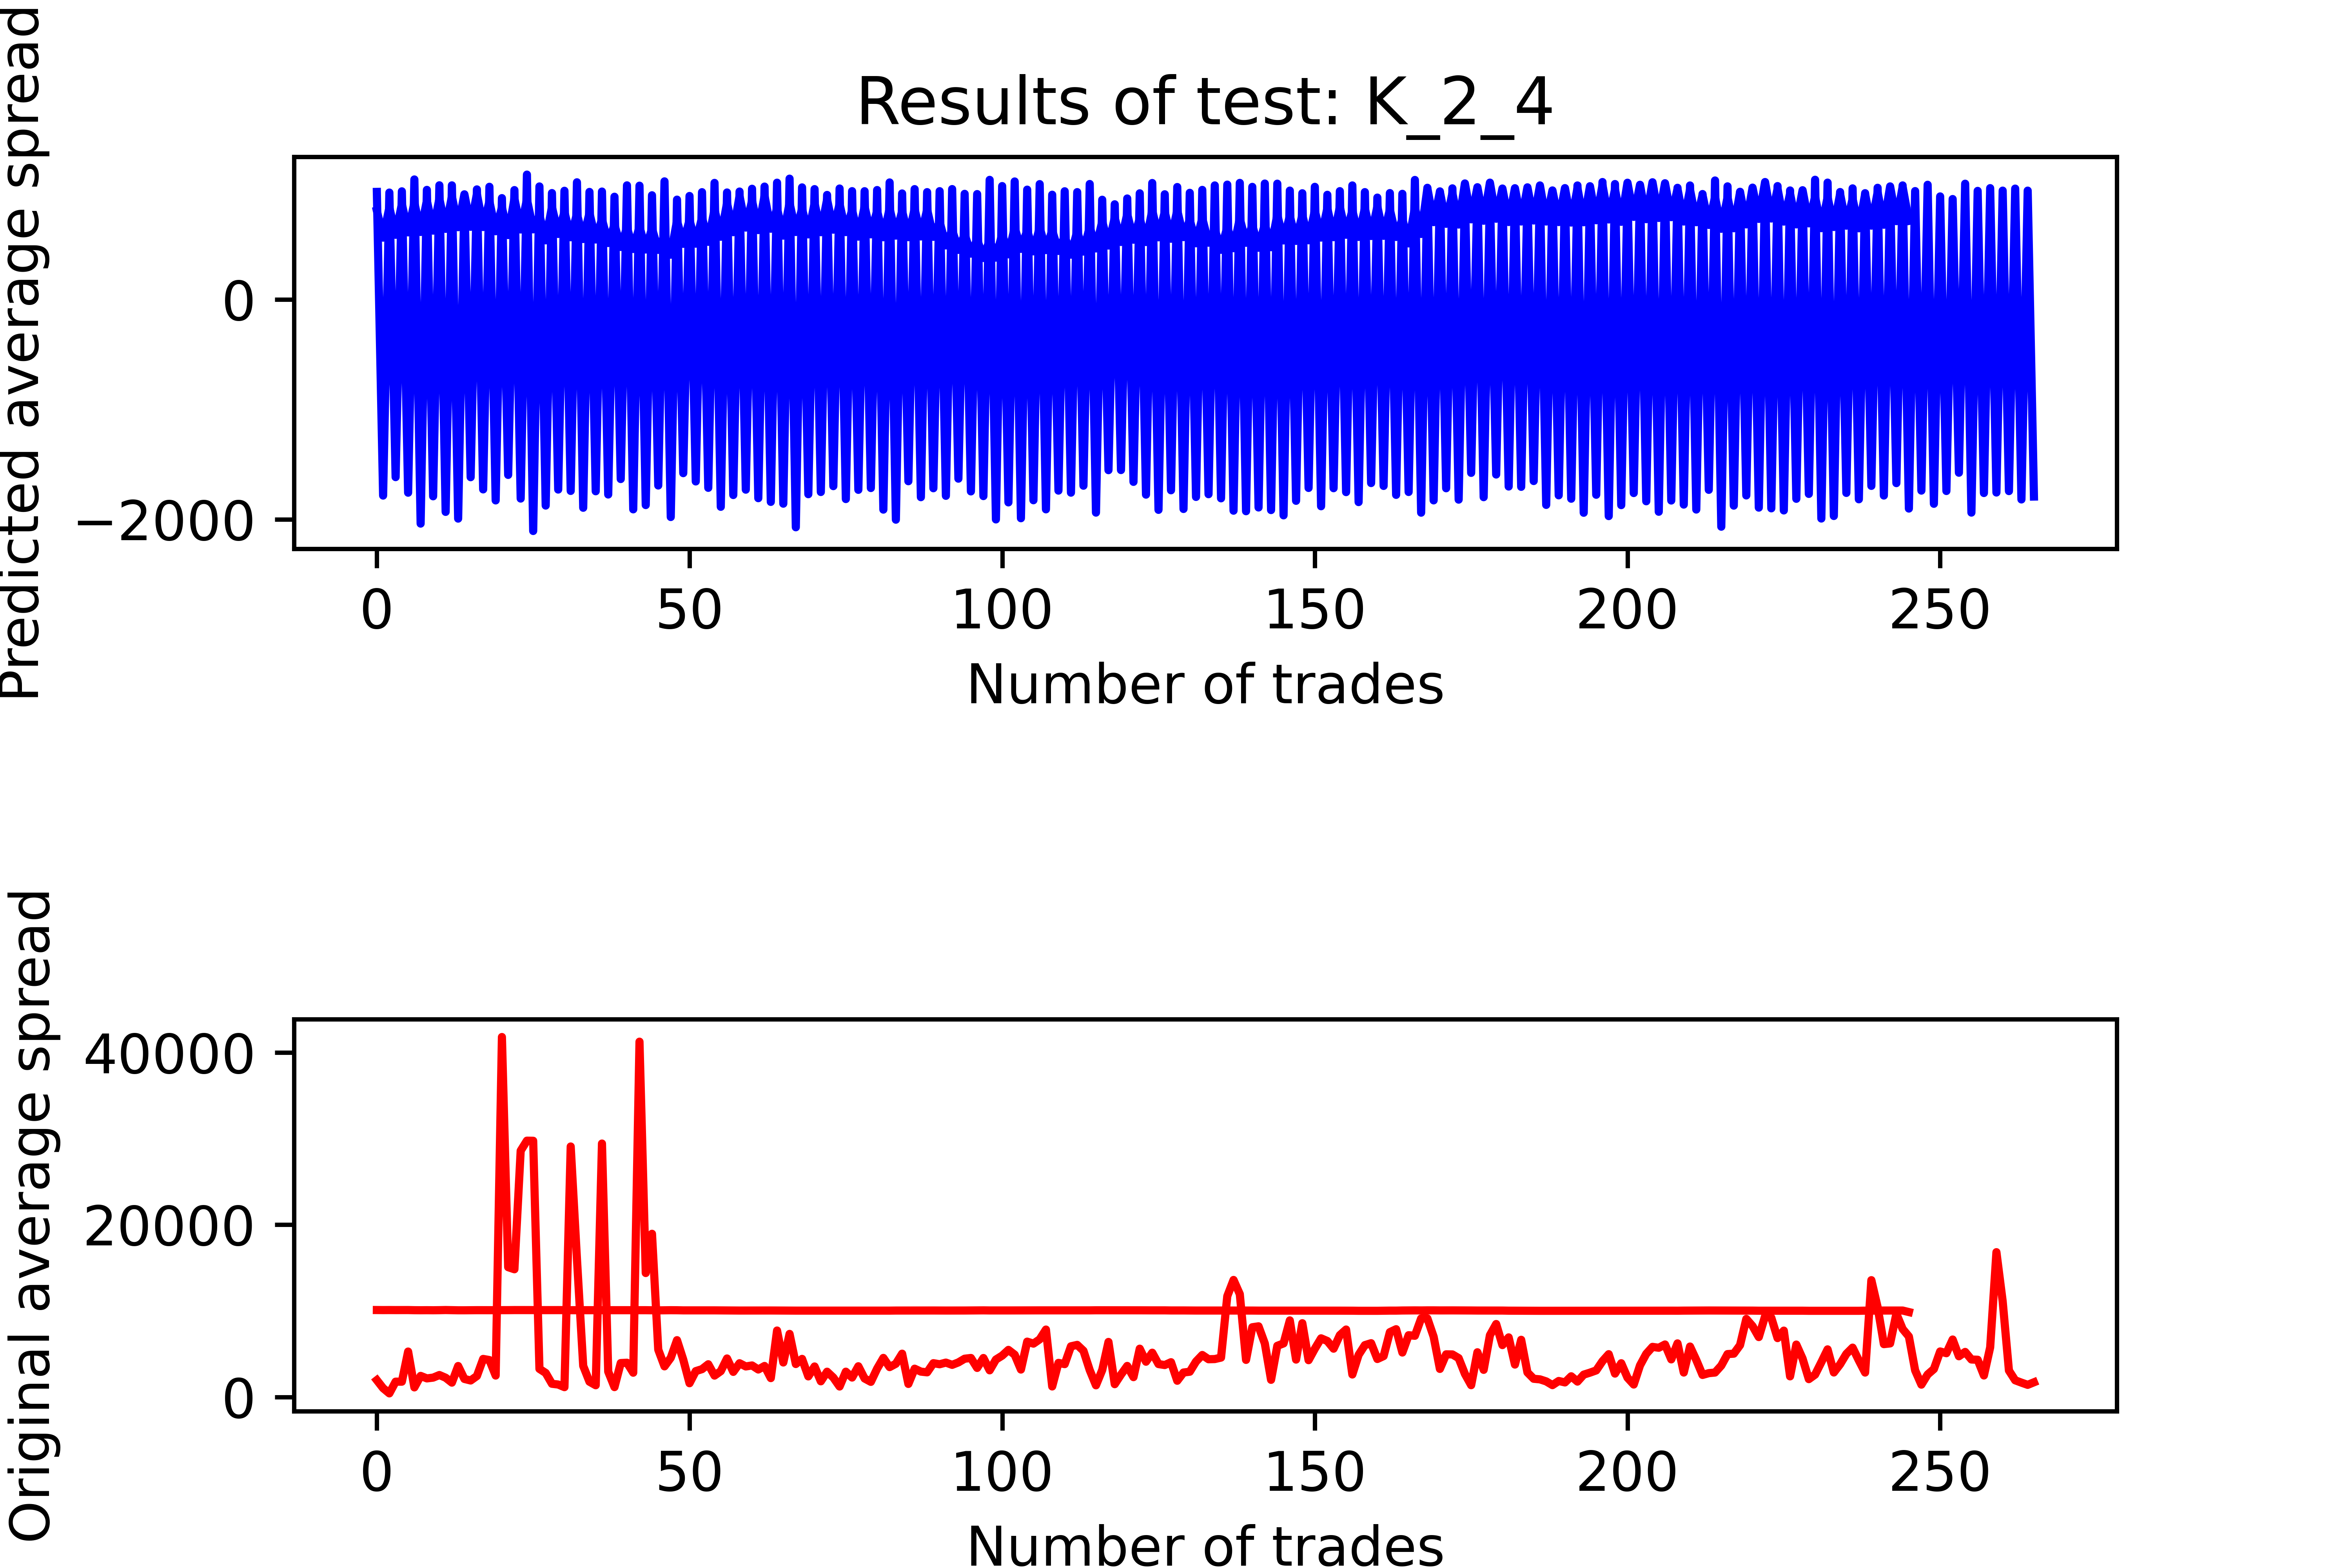 Results of test: K_2_4
Predicted average spread
0
−2000
0 50 100 150 200 250
Number of trades
Original average spread
40000
20000
0
0 50 100 150 200 250
Number of trades